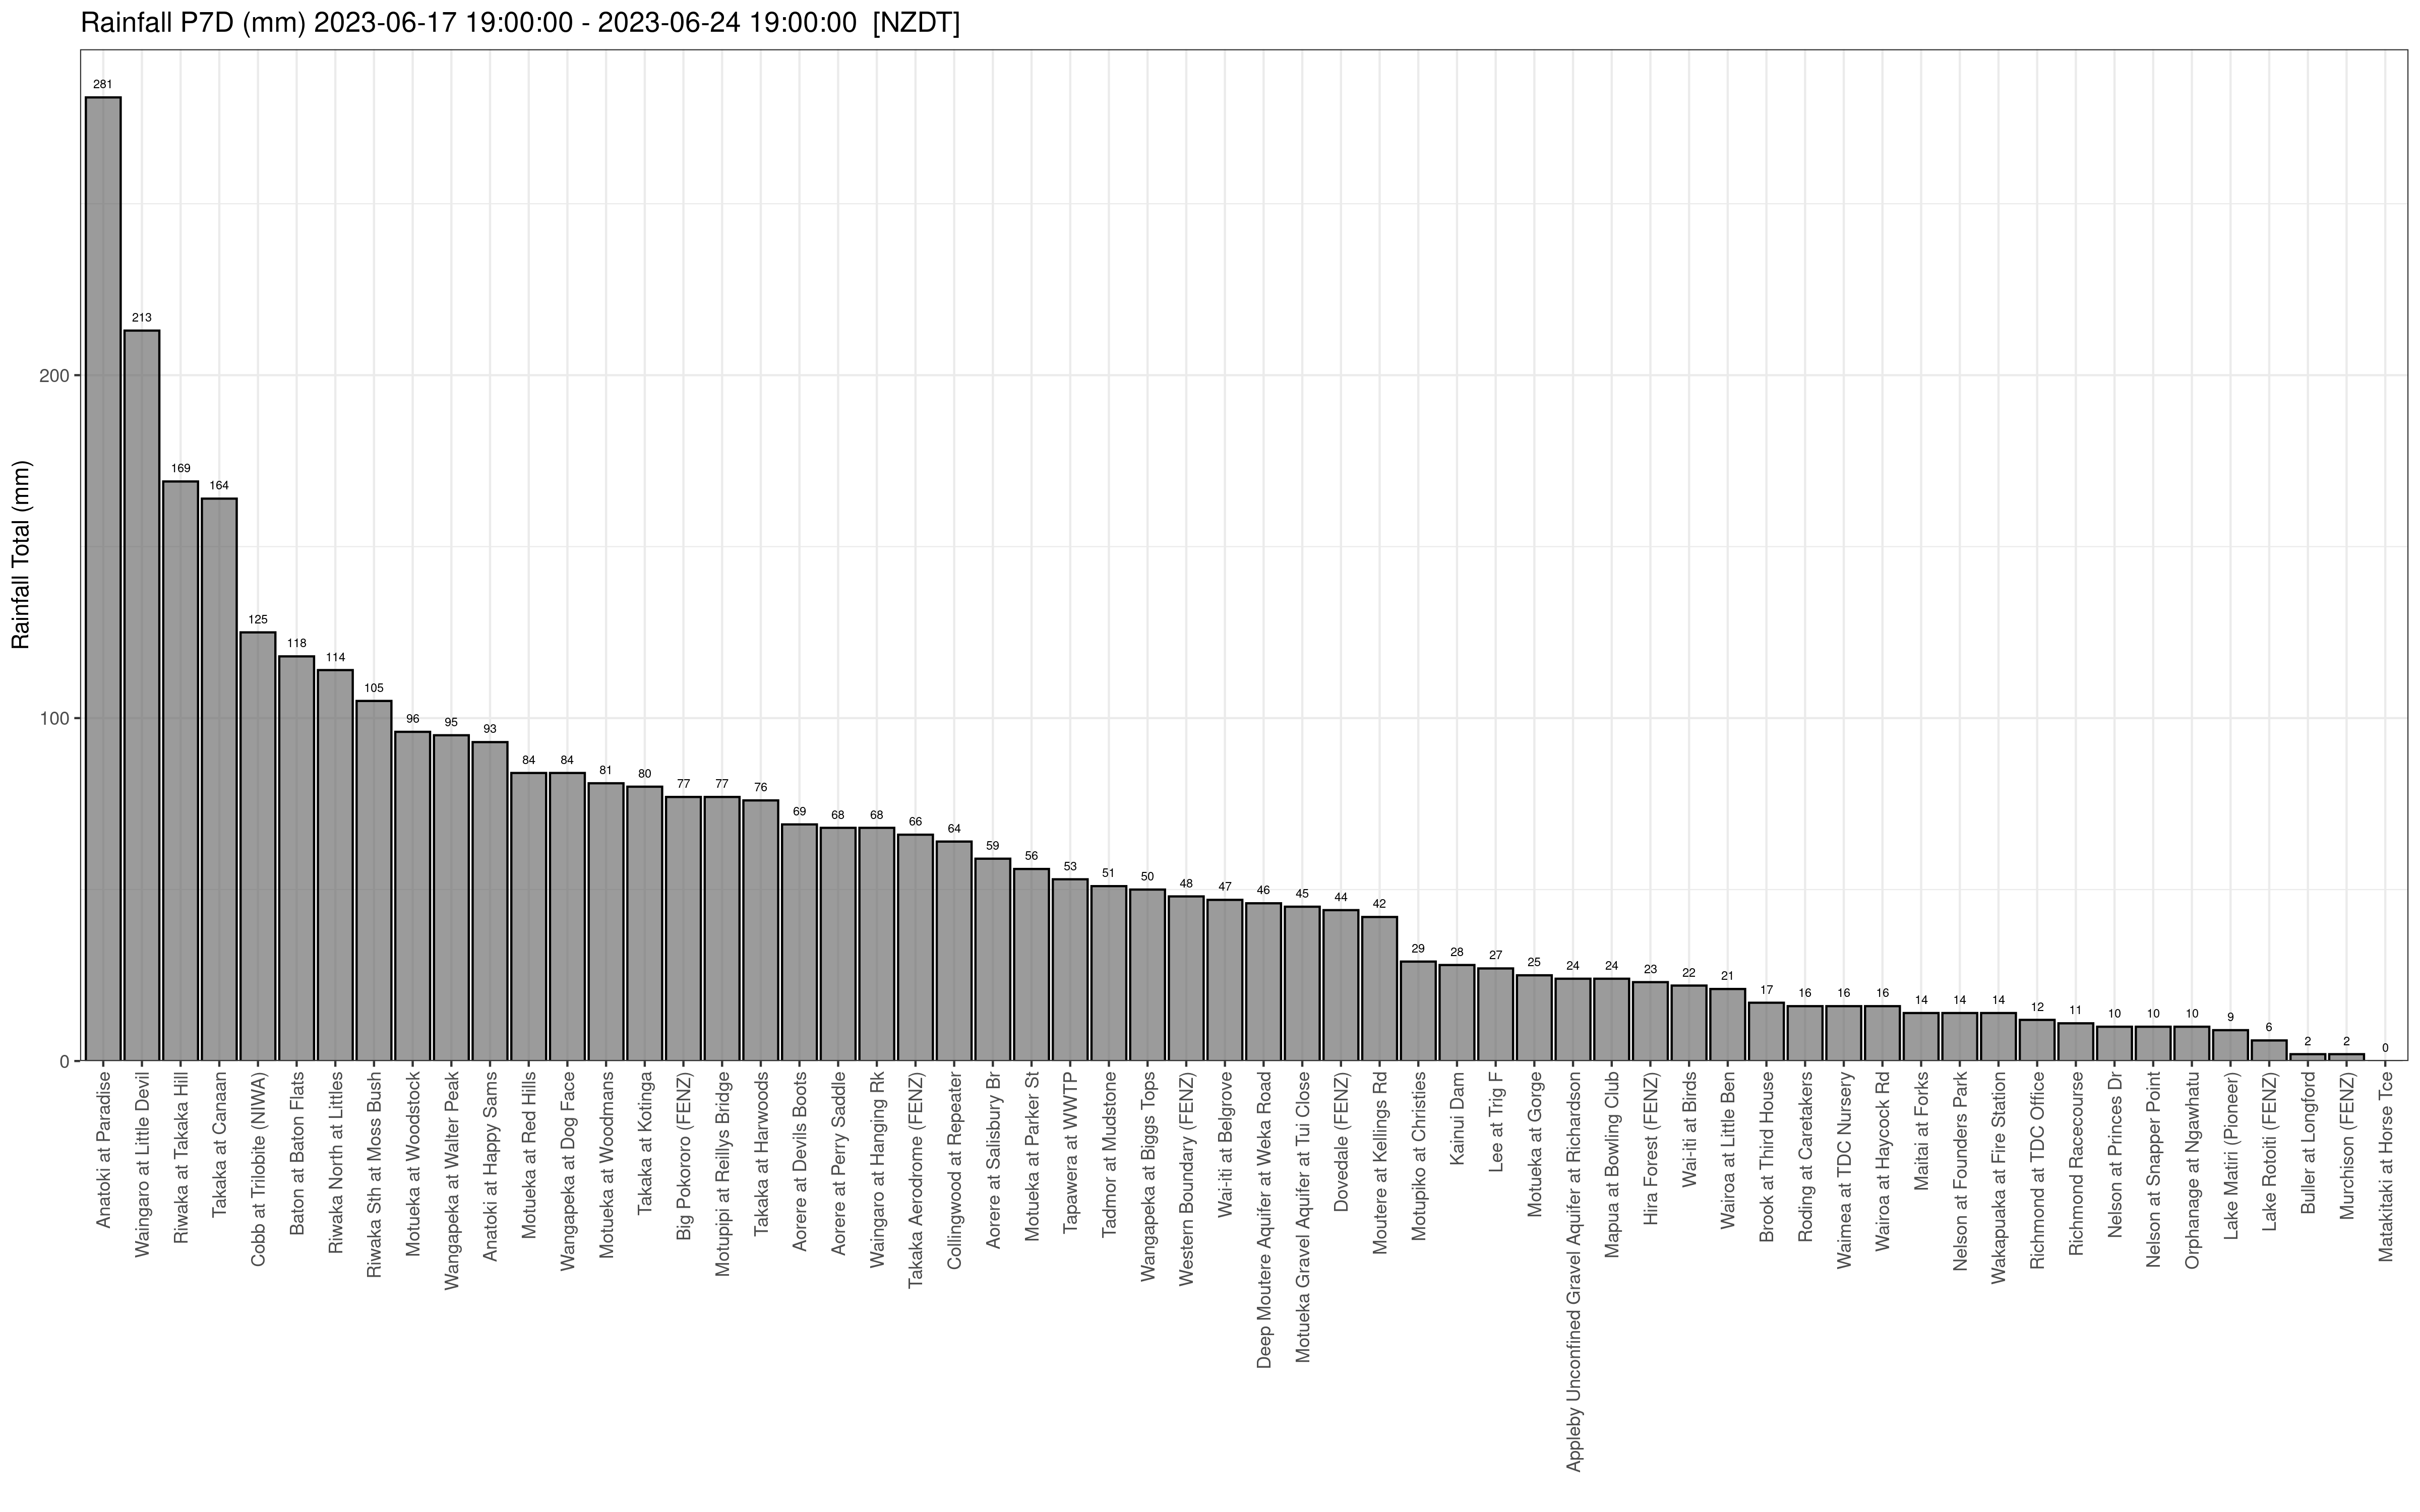 Rainfall P7D (mm) 2023-06-17 19:00:00 - 2023-06-24 19:00:00 [NZDT]
Rainfall Total (mm)
200
100
0
281
213
169
164
125
118
114
105
96
95
93
84
84
81
80
77
77
76
69
68
68
66
64
59
56
53
51
50
48
47
46
45
44
42
29
28
27
25
24
24
23
22
21
17
16
16
16
14
14
14
12
11
10
10
10
9
6
2
2
0
Anatoki at Paradise
Waingaro at Little Devil
Riwaka at Takaka Hill
Takaka at Canaan
Cobb at Trilobite (NIWA)
Baton at Baton Flats
Riwaka North at Littles
Riwaka Sth at Moss Bush
Motueka at Woodstock
Wangapeka at Walter Peak
Anatoki at Happy Sams
Motueka at Red Hills
Wangapeka at Dog Face
Motueka at Woodmans
Takaka at Kotinga
Big Pokororo (FENZ)
Motupipi at Reillys Bridge
Takaka at Harwoods
Aorere at Devils Boots
Aorere at Perry Saddle
Waingaro at Hanging Rk
Takaka Aerodrome (FENZ)
Collingwood at Repeater
Aorere at Salisbury Br
Motueka at Parker St
Tapawera at WWTP
Tadmor at Mudstone
Wangapeka at Biggs Tops
Western Boundary (FENZ)
Wai-iti at Belgrove
Deep Moutere Aquifer at Weka Road
Motueka Gravel Aquifer at Tui Close
Dovedale (FENZ)
Moutere at Kellings Rd
Motupiko at Christies
Kainui Dam
Lee at Trig F
Motueka at Gorge
Appleby Unconfined Gravel Aquifer at Richardson
Mapua at Bowling Club
Hira Forest (FENZ)
Wai-iti at Birds
Wairoa at Little Ben
Brook at Third House
Roding at Caretakers
Waimea at TDC Nursery
Wairoa at Haycock Rd
Maitai at Forks
Nelson at Founders Park
Wakapuaka at Fire Station
Richmond at TDC Office
Richmond Racecourse
Nelson at Princes Dr
Nelson at Snapper Point
Orphanage at Ngawhatu
Lake Matiri (Pioneer)
Lake Rotoiti (FENZ)
Buller at Longford
Murchison (FENZ)
Matakitaki at Horse Tce